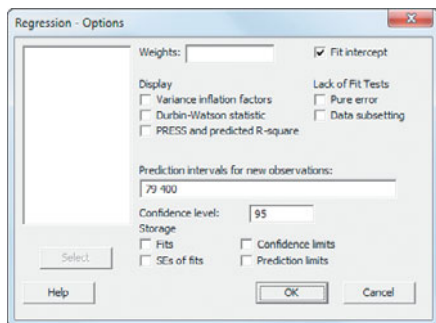 Regression - Options
Weights:
Fit intercept
Display
Lack of Fit Tests
Variance inflation factors
Pure error
Durbin-Watson statistic
Data subsetting
PRESS and predicted R-square
Prediction intervals for new observations:
79 400
Confidence level: 95
Storage
Fits
Confidence limits
Select
SEs of fits
Prediction limits
Help
OK
Cancel